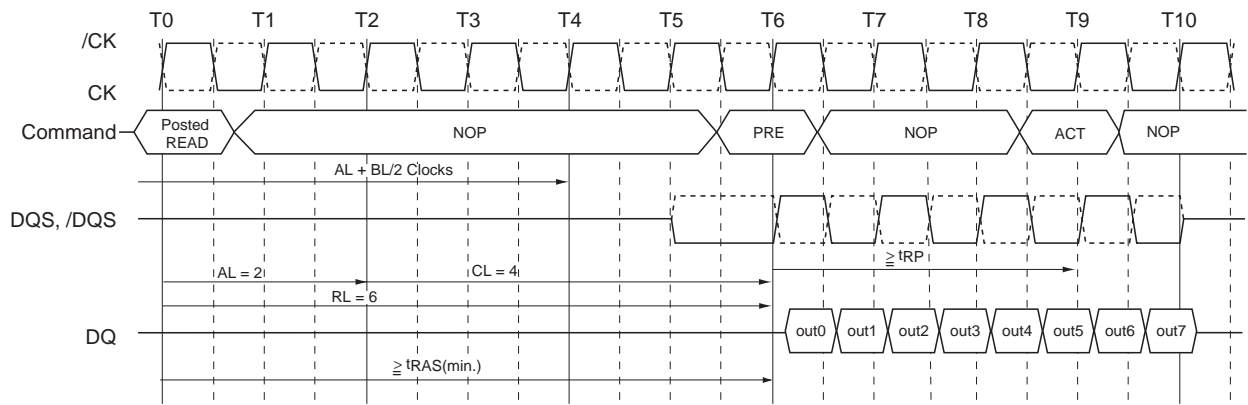 T0 T1 T2 T3 T4 T5 T6 T7 T8 T9 T10
/CK
CK
Command
Posted
READ
NOP
PRE
NOP
ACT
NOP
AL + BL/2 Clocks
DQS, /DQS
≧ tRP
AL = 2
CL = 4
RL = 6
DQ
out0 out1 out2 out3 out4 out5 out6 out7
≧ tRAS(min.)